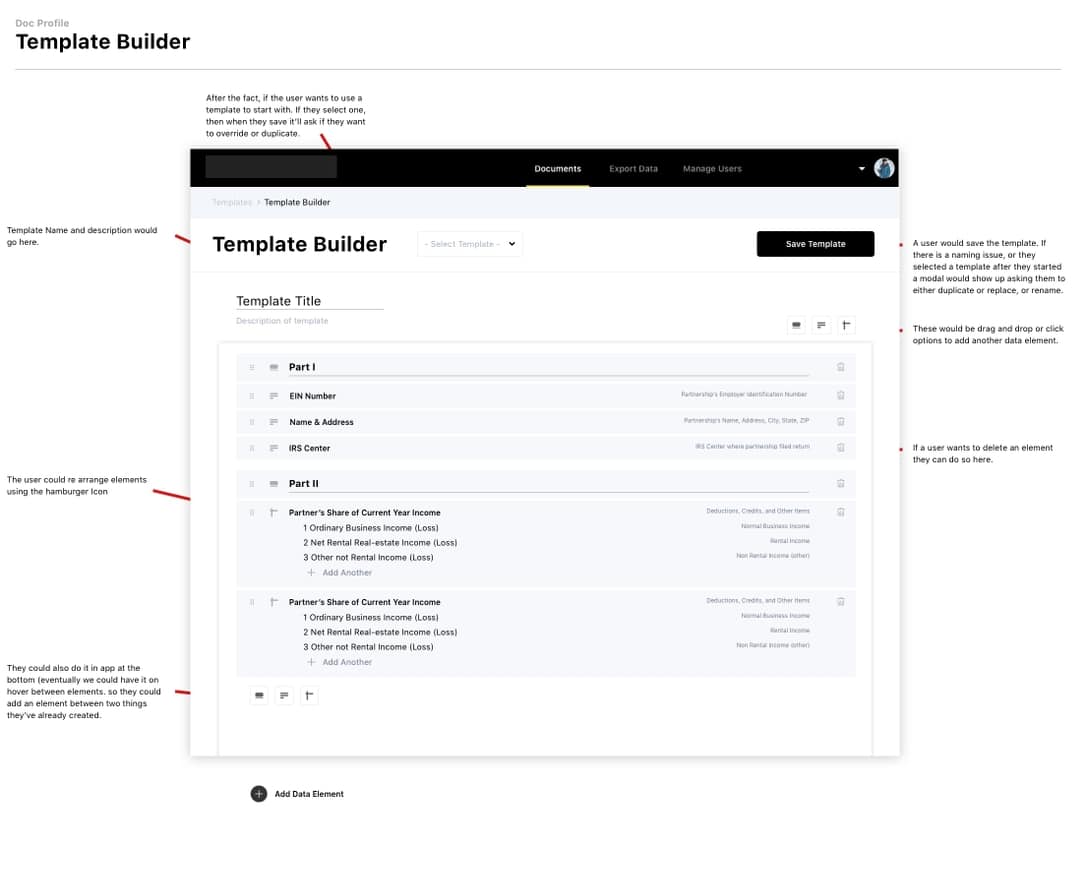 Doc Profile
Template Builder
After the fact, if the user wants to use a
template to start with. If they select one,
then when they save it'll ask if they want
to override or duplicate.
Documents
Export Data
Manage Users
Templates > Template Builder
Template Name and description would
go here.
Template Builder
- Select Template -
Save Template
A user would save the template. If
there is a naming issue, or they
selected a template after they started
a modal would show up asking them to
either duplicate or replace, or rename.
Template Title
Description of template
These would be drag and drop or click
options to add another data element.
Part I
EIN Number
Partnership's Employer Identification Number
Name & Address
Partnership's Name, Address, City, State, ZIP
IRS Center
IRS Center where partnership filed return
If a user wants to delete an element
they can do so here.
The user could re arrange elements
using the hamburger Icon
Part II
Partner's Share of Current Year Income
Deductions, Credits, and Other Items
1 Ordinary Business Income (Loss)
Normal Business Income
2 Net Rental Real-estate Income (Loss)
Rental Income
3 Other not Rental Income (Loss)
Non Rental Income (other)
Add Another
Partner's Share of Current Year Income
Deductions, Credits, and Other Items
1 Ordinary Business Income (Loss)
Normal Business Income
2 Net Rental Real-estate Income (Loss)
Rental Income
3 Other not Rental Income (Loss)
Non Rental Income (other)
Add Another
They could also do it in app at the
bottom (eventually we could have it on
hover between elements. so they could
add an element between two things
they've already created.
Add Data Element